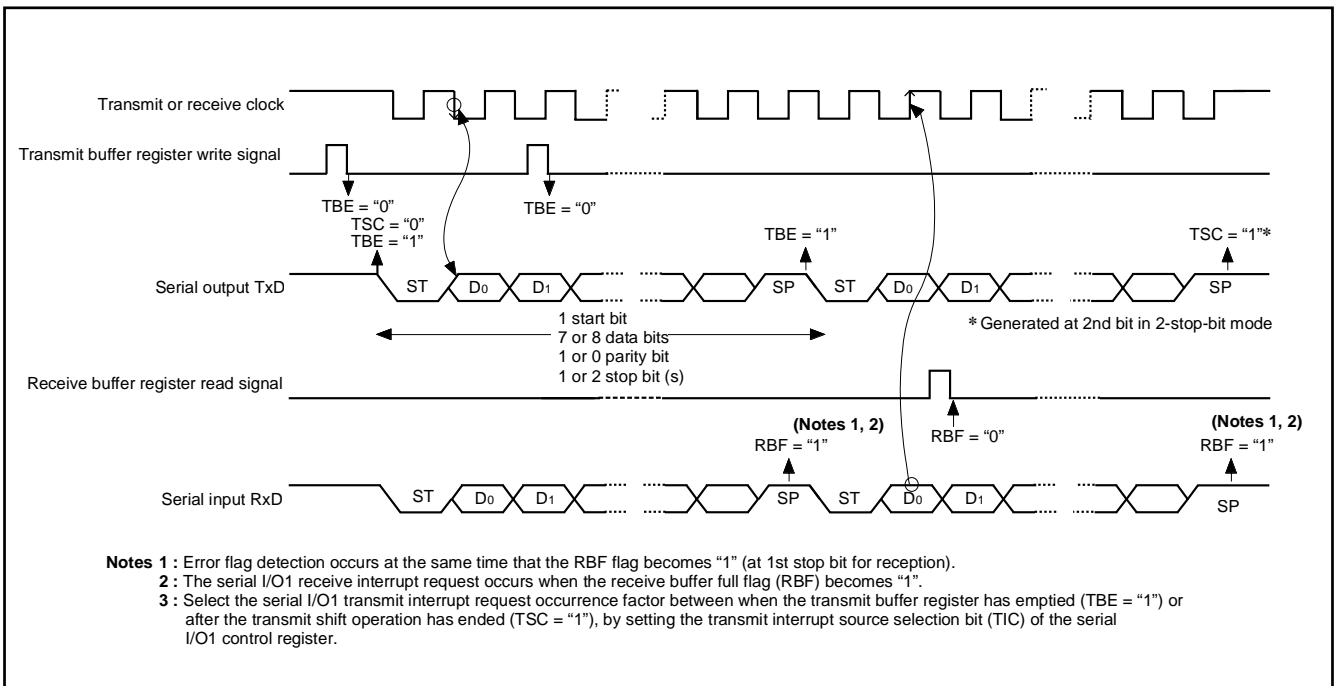 Transmit or receive clock
Transmit buffer register write signal
TBE = “0”
TSC = “0”
TBE = “1”
TBE = “0”
TBE = “1”
TSC = “1”*
Serial output TxD
ST D0 D1 SP ST D0 D1 SP
1 start bit
7 or 8 data bits
1 or 0 parity bit
1 or 2 stop bit (s)
* Generated at 2nd bit in 2-stop-bit mode
Receive buffer register read signal
(Notes 1, 2)
RBF = “1”
RBF = “0”
(Notes 1, 2)
RBF = “1”
Serial input RxD
ST D0 D1 SP ST D0 D1 SP
Notes 1 : Error flag detection occurs at the same time that the RBF flag becomes “1” (at 1st stop bit for reception).
2 : The serial I/O1 receive interrupt request occurs when the receive buffer full flag (RBF) becomes “1”.
3 : Select the serial I/O1 transmit interrupt request occurrence factor between when the transmit buffer register has emptied (TBE = “1”) or
after the transmit shift operation has ended (TSC = “1”), by setting the transmit interrupt source selection bit (TIC) of the serial
I/O1 control register.